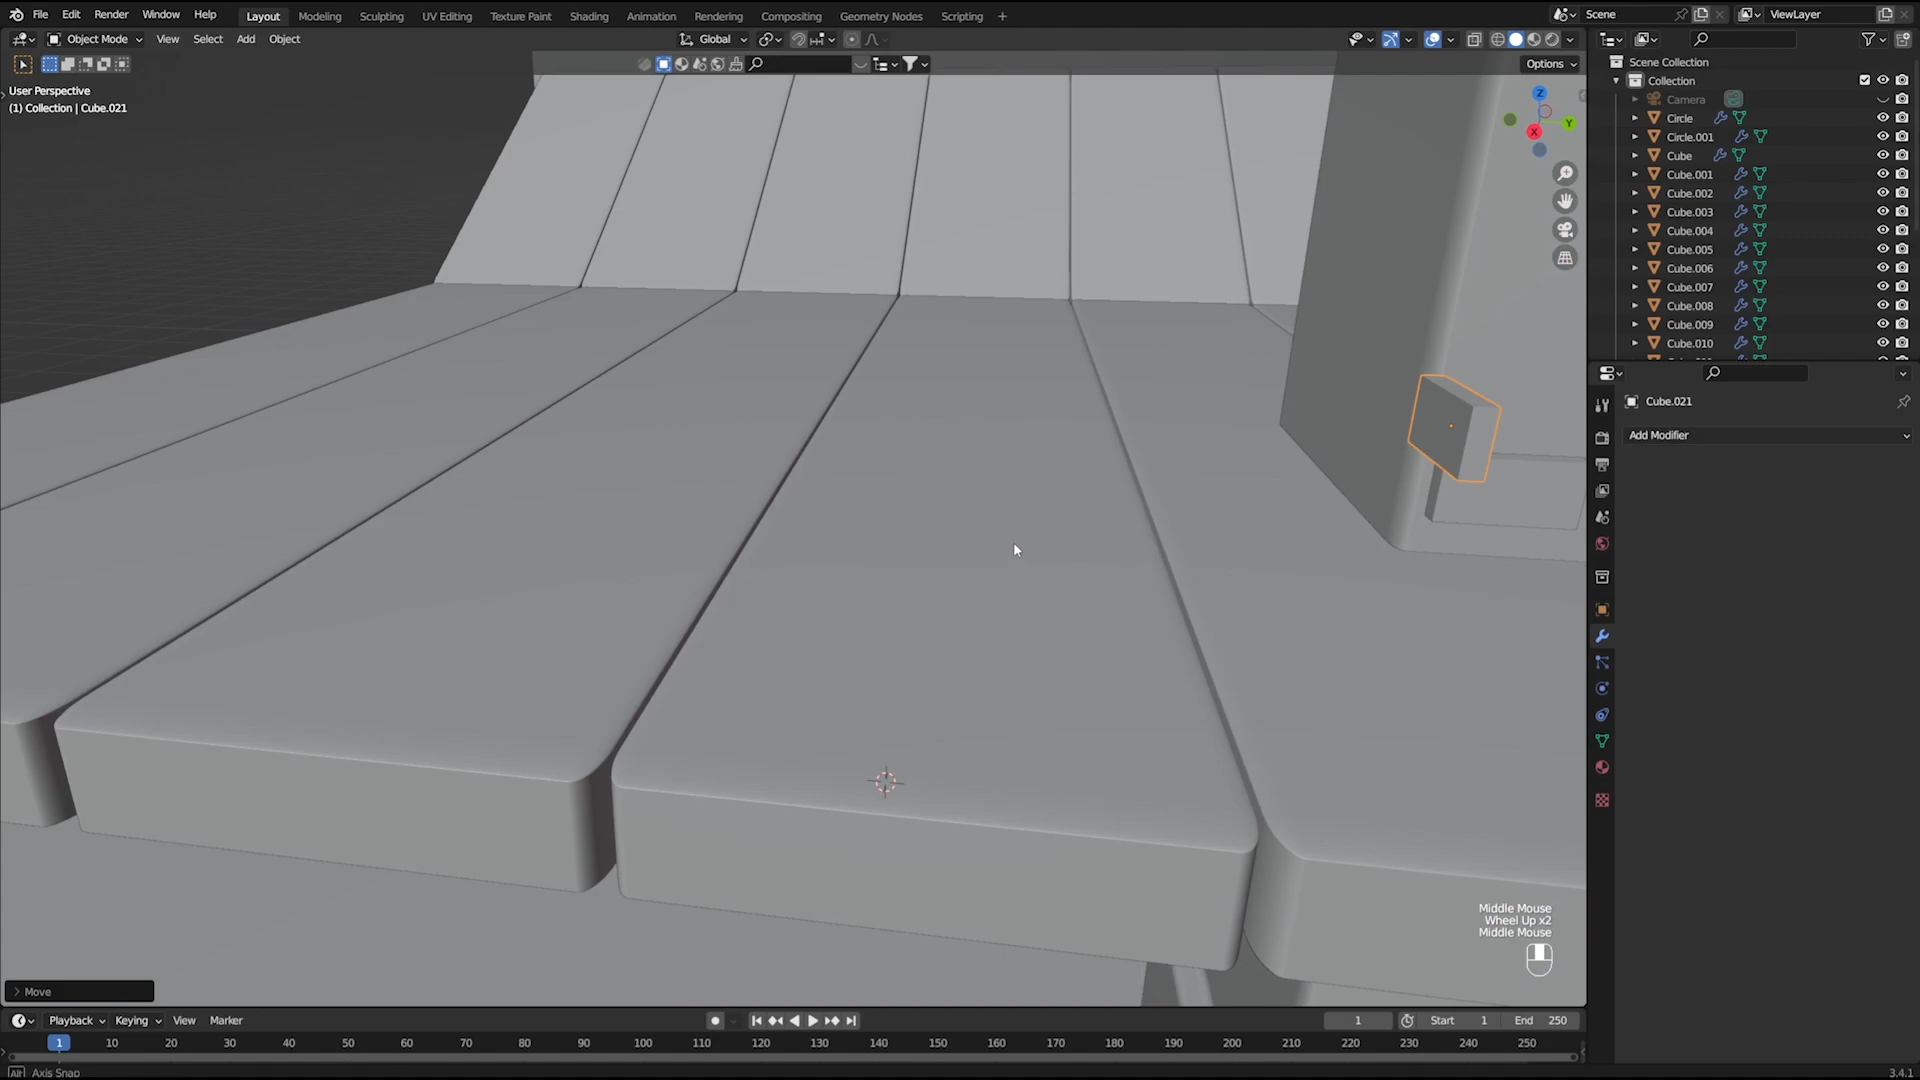 File Edit Render Window Help Layout Modeling Sculpting UV Editing Texture Paint Shading Animation Rendering Compositing Geometry Nodes Scripting + Scene ViewLayer
Object Mode View Select Add Object Global
Options
User Perspective
(1) Collection | Cube.021
Z
Y
X
Scene Collection
Collection
Camera
Circle
Circle.001
Cube
Cube.001
Cube.002
Cube.003
Cube.004
Cube.005
Cube.006
Cube.007
Cube.008
Cube.009
Cube.010
Cube.021
Add Modifier
Middle Mouse
Wheel Up x2
Middle Mouse
Move
Playback Keying View Marker 1 Start 1 End 250
1 10 20 30 40 50 60 70 80 90 100 110 120 130 140 150 160 170 180 190 200 210 220 230 240 250
Alt Axis Snap 3.4.1